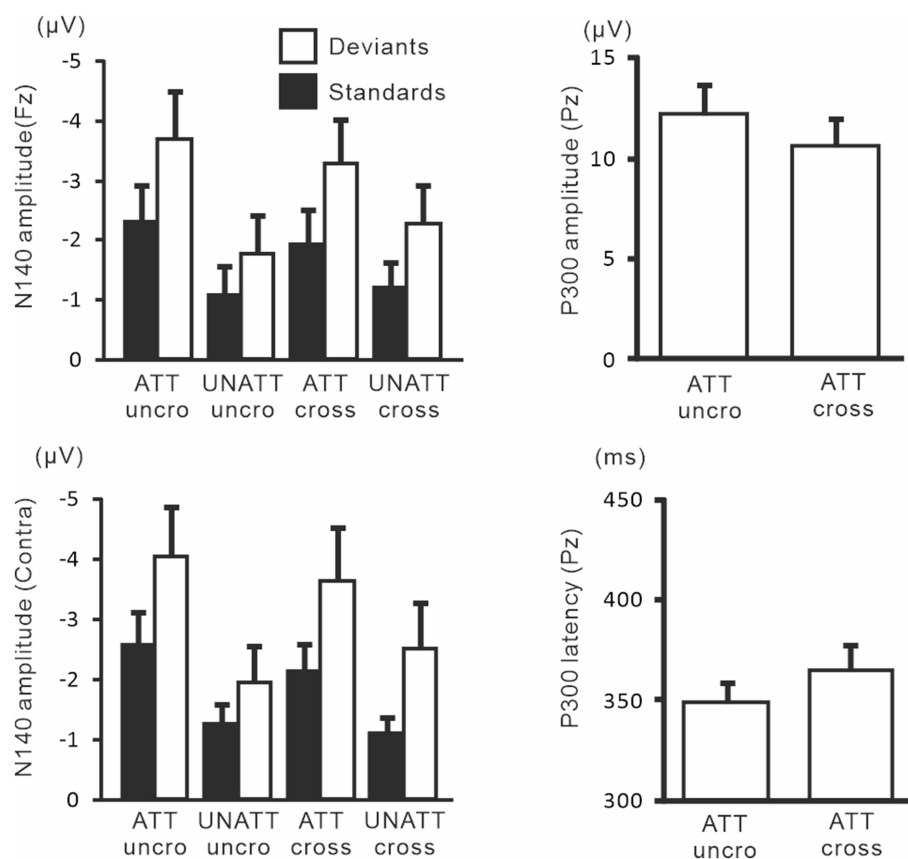 (µV)
-5
-4
-3
-2
-1
0
N140 amplitude(Fz)
Deviants
Standards
ATT UNATT ATT UNATT
uncro uncro cross cross
(µV)
15
10
5
0
P300 amplitude (Pz)
ATT ATT
uncro cross
(µV)
-5
-4
-3
-2
-1
0
N140 amplitude (Contra)
ATT UNATT ATT UNATT
uncro uncro cross cross
(ms)
450
400
350
300
P300 latency (Pz)
ATT ATT
uncro cross